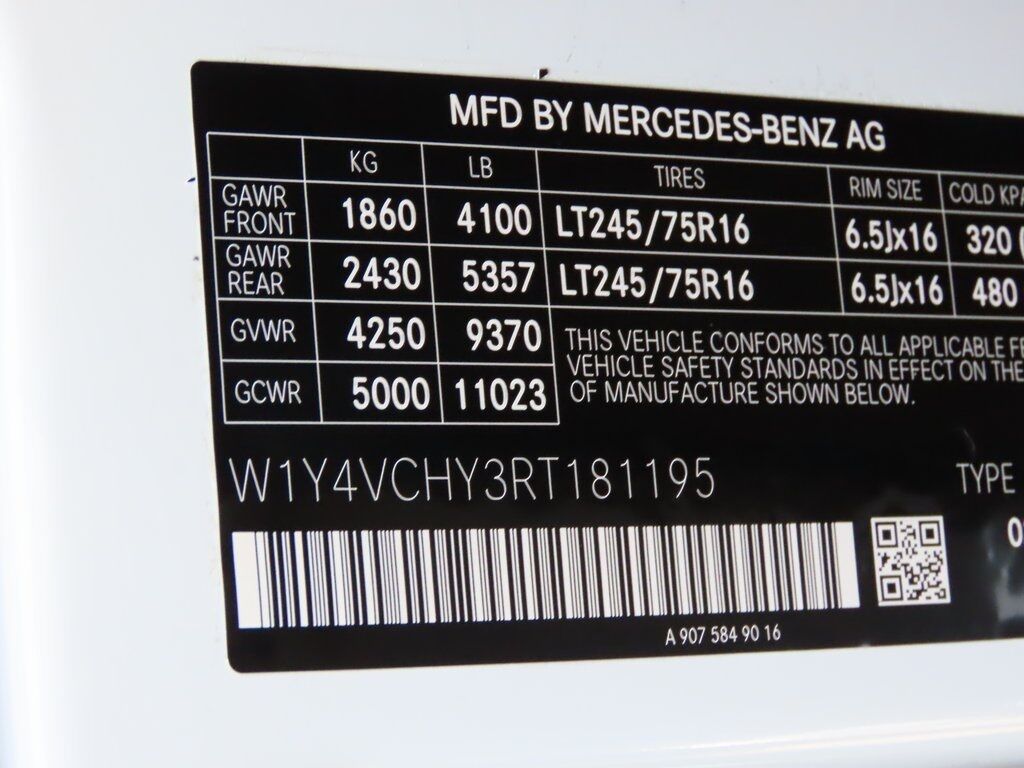 MFD BY MERCEDES-BENZ AG
KG LB TIRES RIM SIZE COLD KPA
GAWR FRONT 1860 4100 LT245/75R16 6.5Jx16 320 (
GAWR REAR 2430 5357 LT245/75R16 6.5Jx16 480
GVWR 4250 9370
GCWR 5000 11023
THIS VEHICLE CONFORMS TO ALL APPLICABLE
VEHICLE SAFETY STANDARDS IN EFFECT ON THE
OF MANUFACTURE SHOWN BELOW.
W1Y4VCHY3RT181195 TYPE
0
A 907 584 90 16